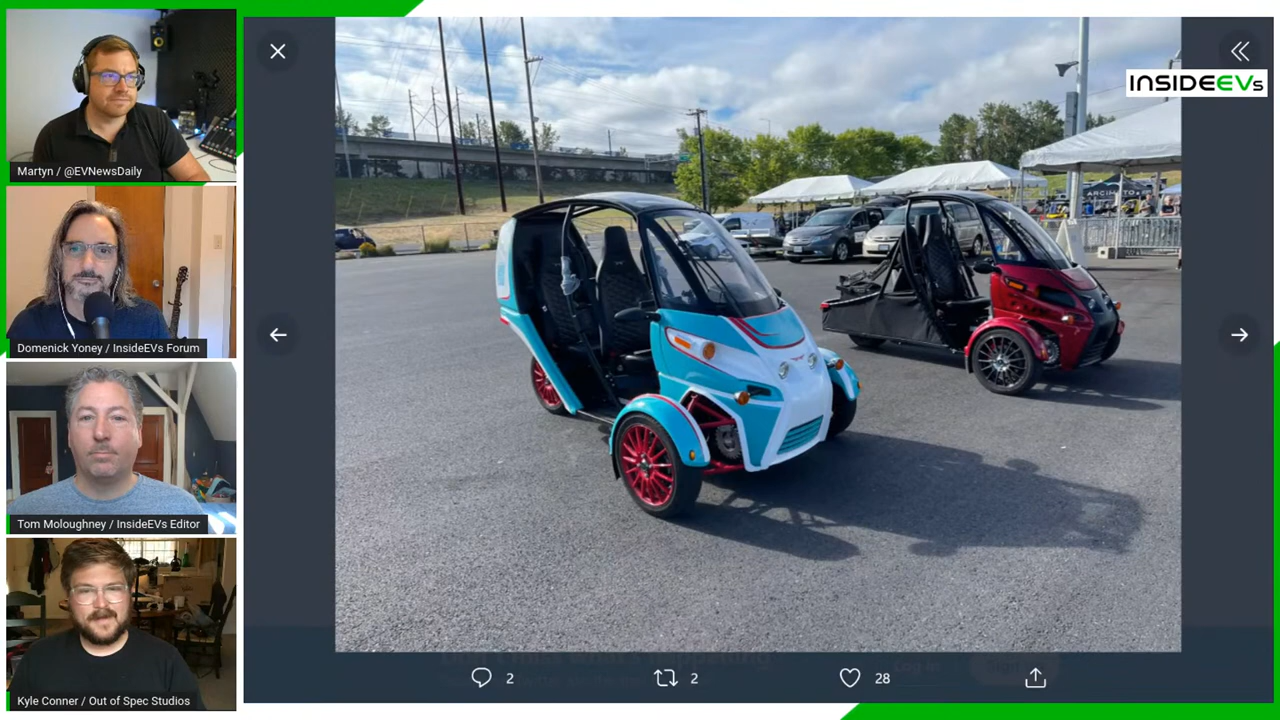 Martyn / @EVNewsDaily
Domenick Yoney / InsideEVs Forum
Tom Moloughney / InsideEVs Editor
Kyle Conner / Out of Spec Studios
INSIDEEVs
ARCIMOTO
2
2
28